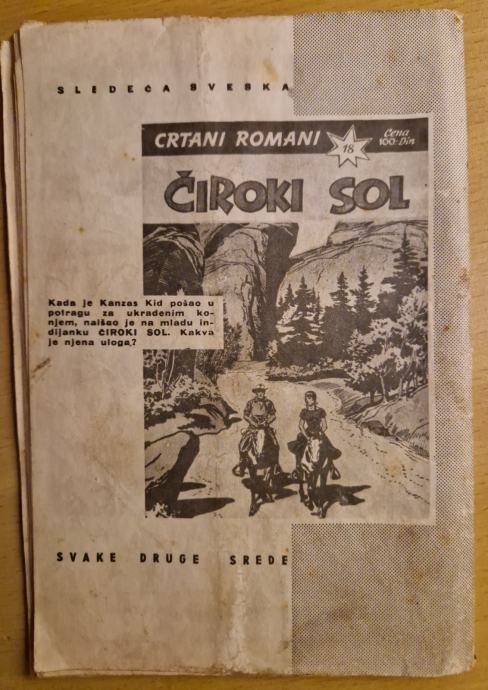 SLEDEĆA SVESKA
CRTANI ROMANI
18
Cena
100.-Din
ČIROKI SOL
Kada je Kanzas Kid pošao u
potragu za ukradenim ko-
njem, naišao je na mladu in-
dijanku ČIROKI SOL. Kakva
je njena uloga?
SVAKE DRUGE SREDE